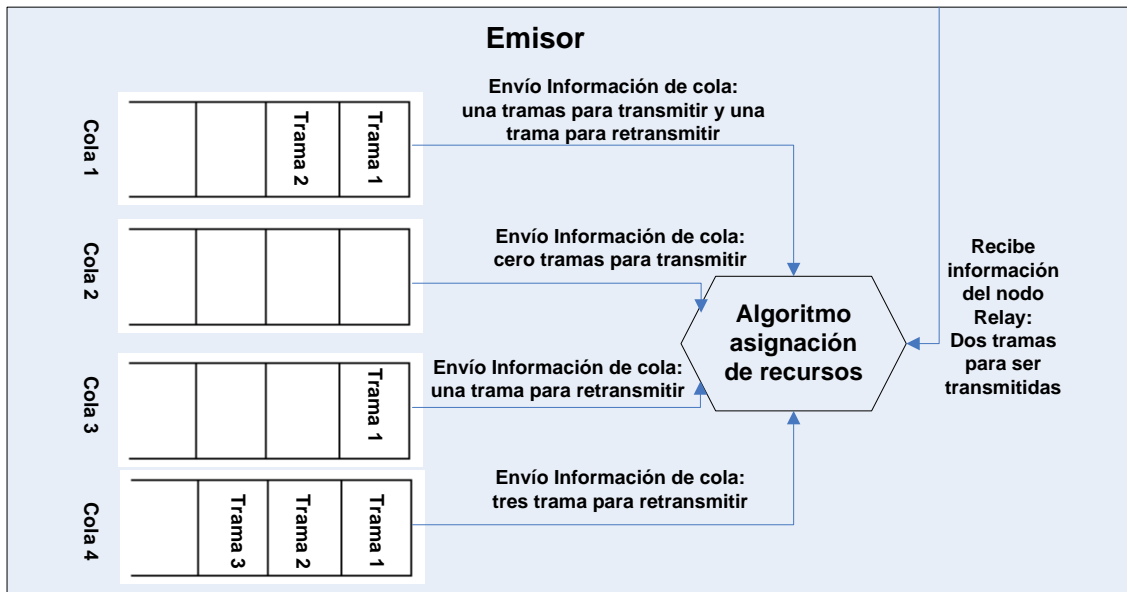 Emisor
Cola 1
Trama 2
Trama 1
Envío Información de cola:
una tramas para transmitir y una
trama para retransmitir
Cola 2
Envío Información de cola:
cero tramas para transmitir
Cola 3
Trama 1
Envío Información de cola:
una trama para retransmitir
Cola 4
Trama 3
Trama 2
Trama 1
Envío Información de cola:
tres trama para retransmitir
Algoritmo
asignación
de recursos
Recibe
información
del nodo
Relay:
Dos tramas
para ser
transmitidas